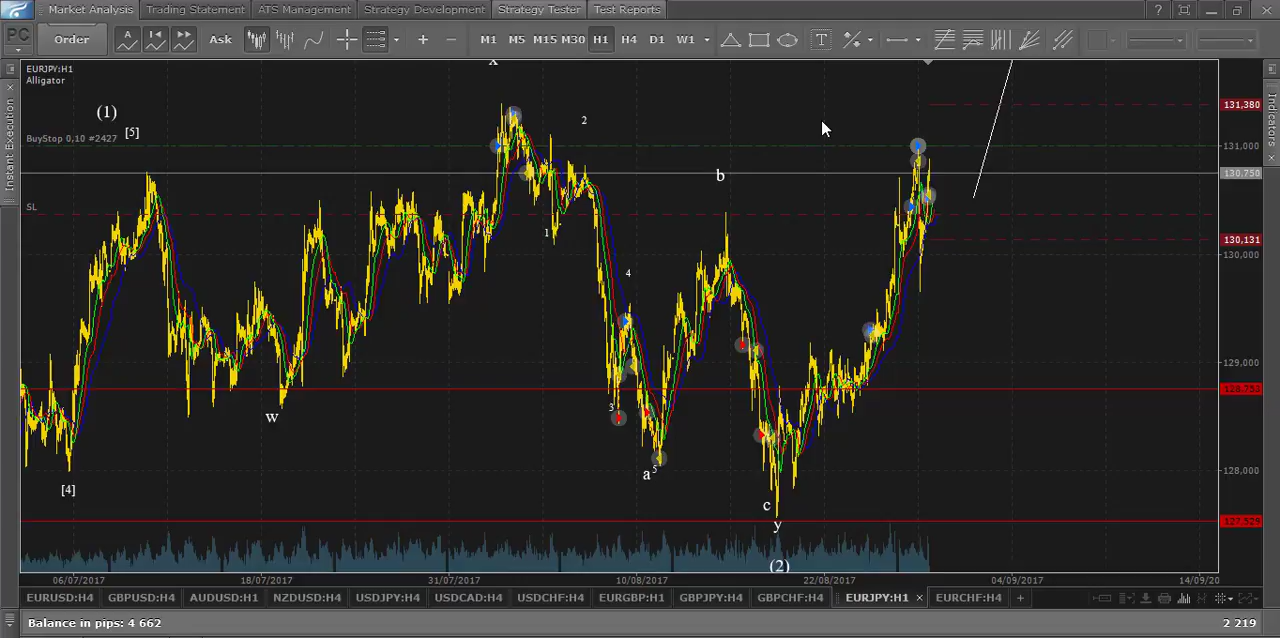 Market Analysis Trading Statement ATS Management Strategy Development Strategy Tester Test Reports ?
PC Order Ask M1 M5 M15 M30 H1 H4 D1 W1 T
EURJPY:H1
Alligator
Instant Execution
Indicators
x
131,380
(1)
2
[5]
BuyStop 0,10 #2427
131,000
b
130,750
SL
1
130,131
130,000
4
129,000
128,753
3
w
a
5
128,000
[4]
c
127,529
y
(2)
06/07/2017 18/07/2017 31/07/2017 10/08/2017 22/08/2017 04/09/2017 14/09/20
EURUSD:H4 GBPUSD:H4 AUDUSD:H1 NZDUSD:H4 USDJPY:H4 USDCAD:H4 USDCHF:H4 EURGBP:H1 GBPJPY:H4 GBPCHF:H4 EURJPY:H1 × EURCHF:H4 +
Balance in pips: 4 662 2 219